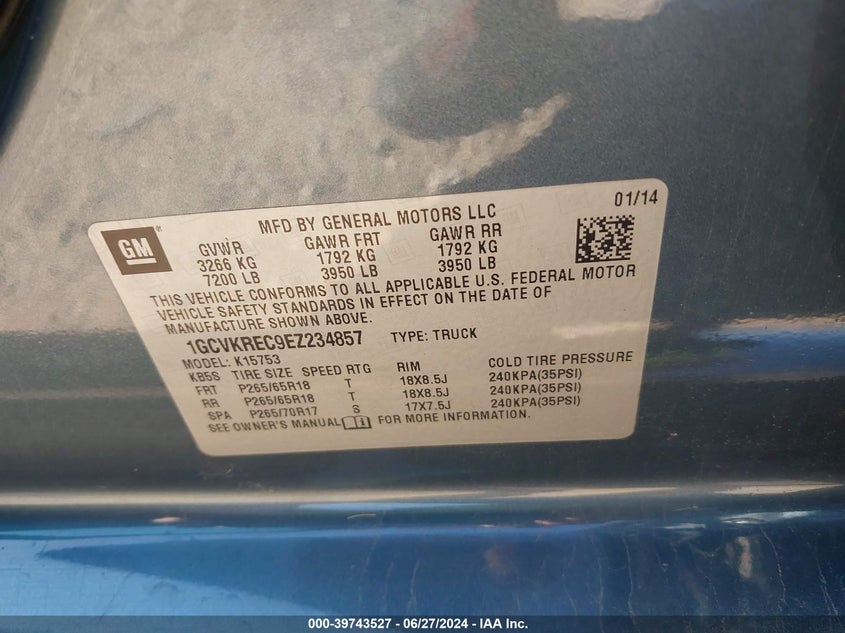 01/14
MFD BY GENERAL MOTORS LLC
GM ®
GVWR GAWR FRT GAWR RR
3266 KG 1792 KG 1792 KG
7200 LB 3950 LB 3950 LB
THIS VEHICLE CONFORMS TO ALL APPLICABLE U.S. FEDERAL MOTOR
VEHICLE SAFETY STANDARDS IN EFFECT ON THE DATE OF
MANUFACTURE SHOWN ABOVE.
1GCVKREC9EZ234857 TYPE: TRUCK
MODEL: K15753
KB5S TIRE SIZE SPEED RTG RIM COLD TIRE PRESSURE
FRT P265/65R18 T 18X8.5J 240KPA(35PSI)
RR P265/65R18 T 18X8.5J 240KPA(35PSI)
SPA P265/70R17 S 17X7.5J 240KPA(35PSI)
SEE OWNER'S MANUAL FOR MORE INFORMATION.
000-39743527 - 06/27/2024 - IAA Inc.